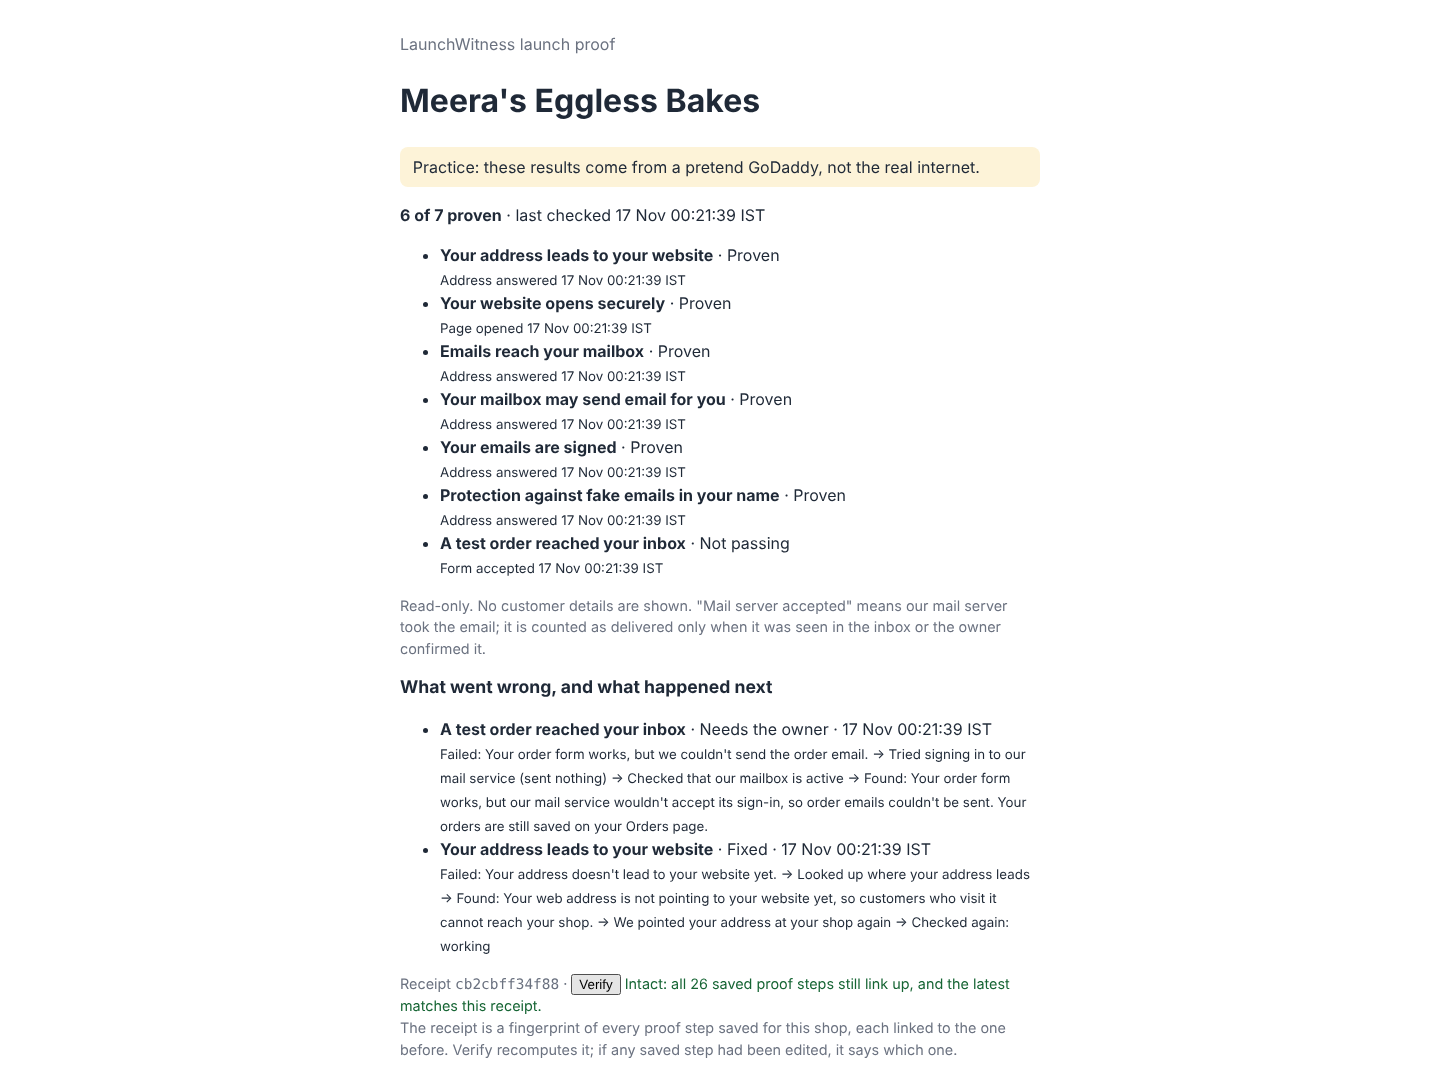 LaunchWitness launch proof
Meera's Eggless Bakes
Practice: these results come from a pretend GoDaddy, not the real internet.
6 of 7 proven · last checked 17 Nov 00:21:39 IST
• Your address leads to your website · Proven
Address answered 17 Nov 00:21:39 IST
• Your website opens securely · Proven
Page opened 17 Nov 00:21:39 IST
• Emails reach your mailbox · Proven
Address answered 17 Nov 00:21:39 IST
• Your mailbox may send email for you · Proven
Address answered 17 Nov 00:21:39 IST
• Your emails are signed · Proven
Address answered 17 Nov 00:21:39 IST
• Protection against fake emails in your name · Proven
Address answered 17 Nov 00:21:39 IST
• A test order reached your inbox · Not passing
Form accepted 17 Nov 00:21:39 IST
Read-only. No customer details are shown. "Mail server accepted" means our mail server
took the email; it is counted as delivered only when it was seen in the inbox or the owner
confirmed it.
What went wrong, and what happened next
• A test order reached your inbox · Needs the owner · 17 Nov 00:21:39 IST
Failed: Your order form works, but we couldn't send the order email. → Tried signing in to our
mail service (sent nothing) → Checked that our mailbox is active → Found: Your order form
works, but our mail service wouldn't accept its sign-in, so order emails couldn't be sent. Your
orders are still saved on your Orders page.
• Your address leads to your website · Fixed · 17 Nov 00:21:39 IST
Failed: Your address doesn't lead to your website yet. → Looked up where your address leads
→ Found: Your web address is not pointing to your website yet, so customers who visit it
cannot reach your shop. → We pointed your address at your shop again → Checked again:
working
Receipt cb2cbff34f88 · Verify Intact: all 26 saved proof steps still link up, and the latest
matches this receipt.
The receipt is a fingerprint of every proof step saved for this shop, each linked to the one
before. Verify recomputes it; if any saved step had been edited, it says which one.